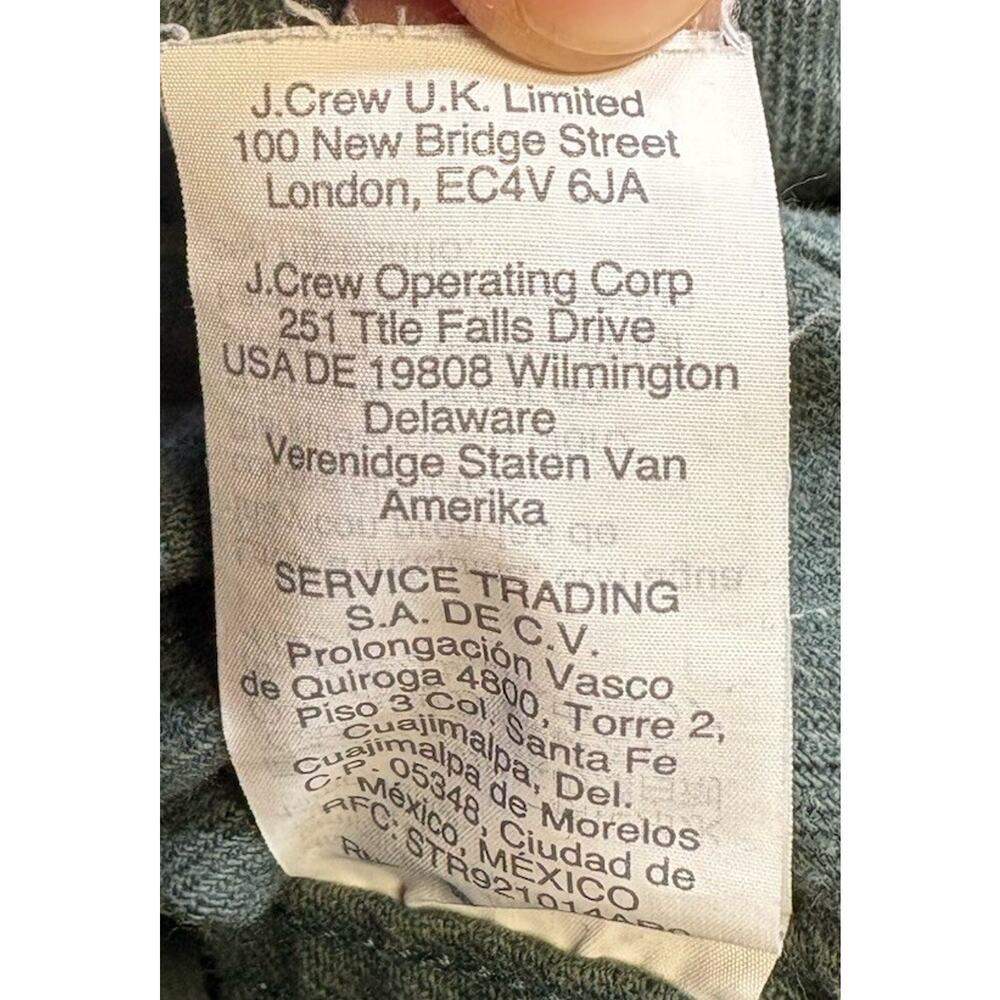 J.Crew U.K. Limited
100 New Bridge Street
London, EC4V 6JA
J.Crew Operating Corp
251 Ttle Falls Drive
USA DE 19808 Wilmington
Delaware
Verenidge Staten Van
Amerika
SERVICE TRADING
S.A. DE C.V.
Prolongación Vasco
de Quiroga 4800, Torre 2,
Piso 3 Col. Santa Fe
Cuajimalpa, Del.
Cuajimalpa de Morelos
C.P. 05348, Ciudad de
México, MÉXICO
RFC: